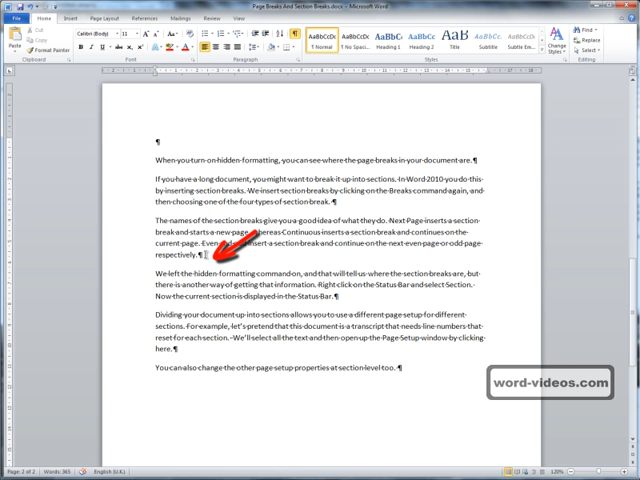 Page Breaks And Section Breaks.docx - Microsoft Word
File Home Insert Page Layout References Mailings Review View
Cut
Copy
Format Painter
Paste
Clipboard
Calibri (Body) 11
Font
Paragraph
AaBbCcDc AaBbCcDc AaBbC AaBbCc AaB AaBbCc. AaBbCcDc
¶ Normal ¶ No Spaci... Heading 1 Heading 2 Title Subtitle
Change Styles
Styles
Find
Replace
Select
Editing
¶
When you turn on hidden formatting, you can see where the page breaks in your document are.¶
If you have a long document, you might want to break it up into sections. In Word 2010 you do this
by inserting section breaks. We insert section breaks by clicking on the Breaks command again, and
then choosing one of the four types of section break.¶
The names of the section breaks give you a good idea of what they do. Next Page inserts a section
break and starts a new page, whereas Continuous inserts a section break and continues on the
current page. Even and insert a section break and continue on the next even page or odd page
respectively.¶
We left the hidden formatting command on, and that will tell us where the section breaks are, but
there is another way of getting that information. Right click on the Status Bar and select Section.
Now the current section is displayed in the Status Bar.¶
Dividing your document up into sections allows you to use a different page setup for different
sections. For example, let's pretend that this document is a transcript that needs line numbers that
reset for each section. We'll select all the text and then open up the Page Setup window by clicking
here.¶
You can also change the other page setup properties at section level too. ¶
word-videos.com
Page: 2 of 2 Words: 365 English (U.K.) 120%